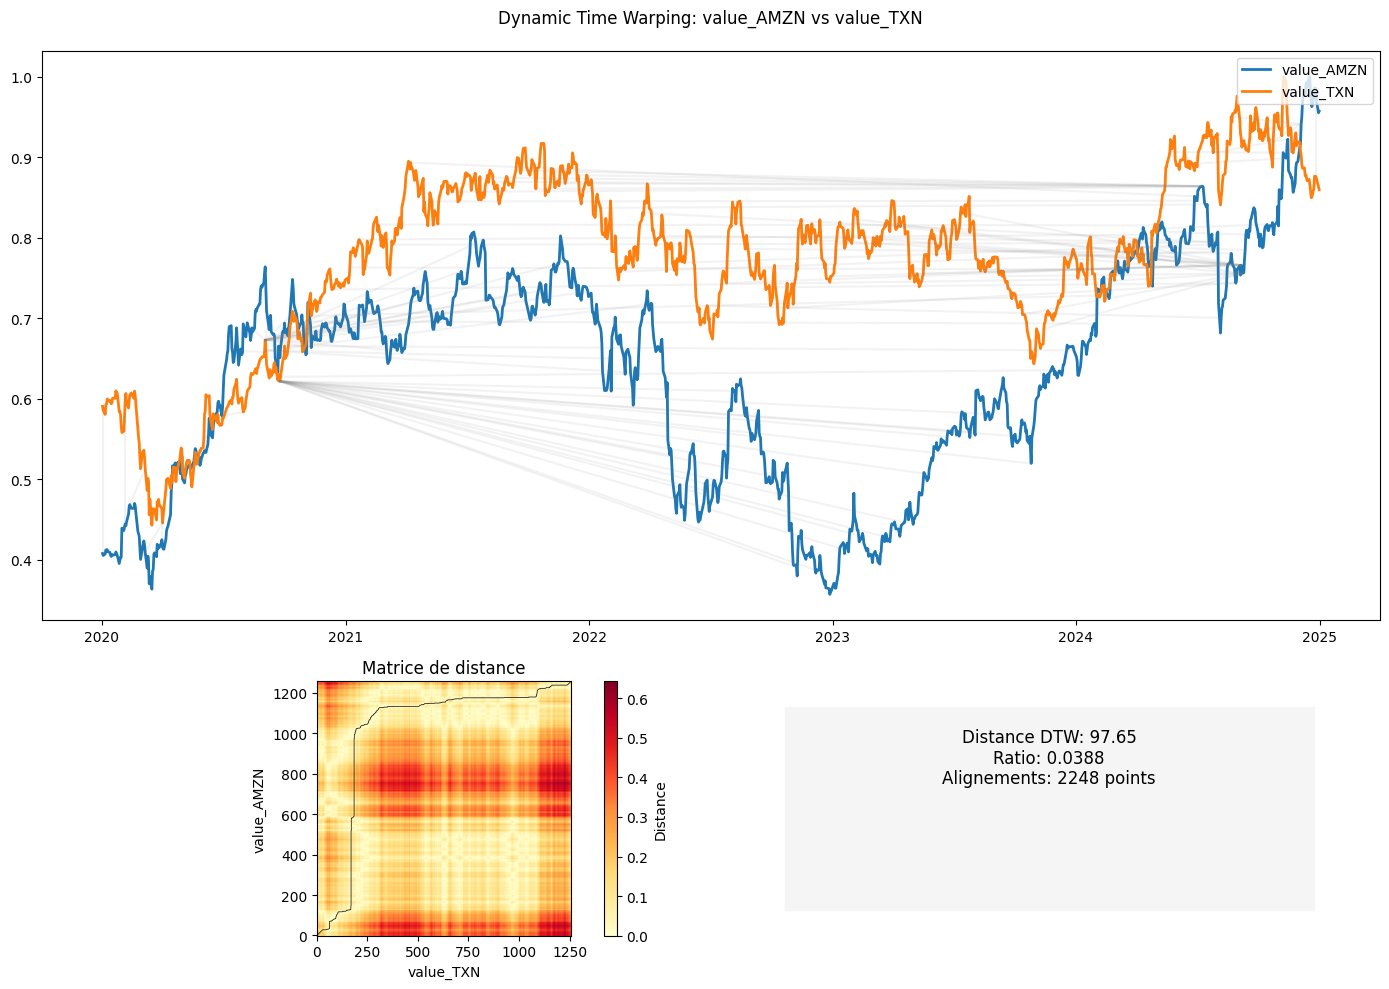 Dynamic Time Warping: value_AMZN vs value_TXN
value_AMZN
value_TXN
1.0
0.9
0.8
0.7
0.6
0.5
0.4
2020 2021 2022 2023 2024 2025
Matrice de distance
value_AMZN
1200
1000
800
600
400
200
0
0 250 500 750 1000 1250
value_TXN
0.6
0.5
0.4
0.3
0.2
0.1
0.0
Distance
Distance DTW: 97.65
Ratio: 0.0388
Alignements: 2248 points